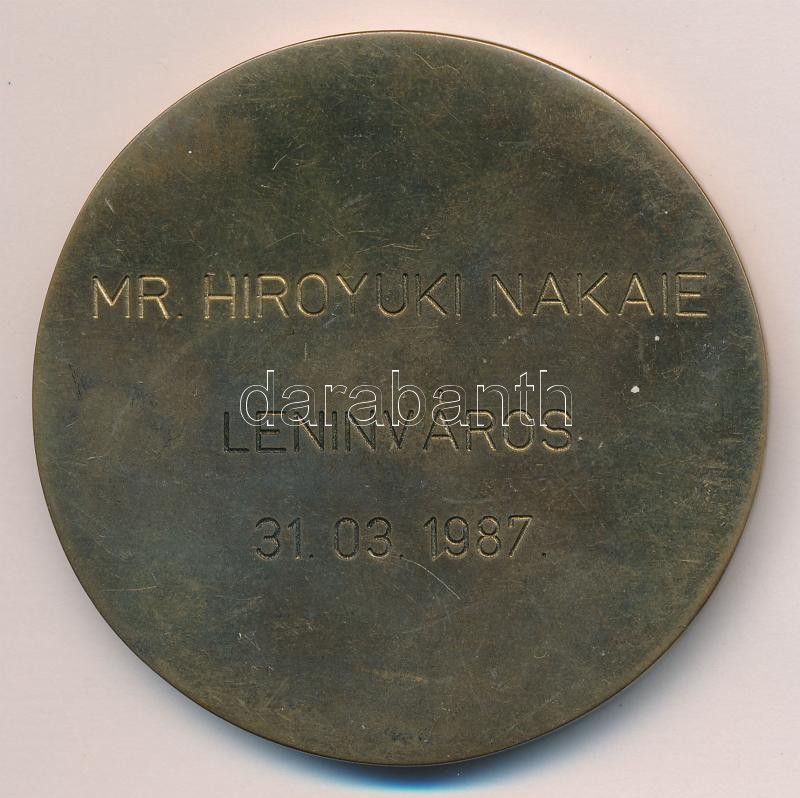 MR. HIROYUKI NAKAIE
darabanth
LENINVÁROS
31. 03. 1987.